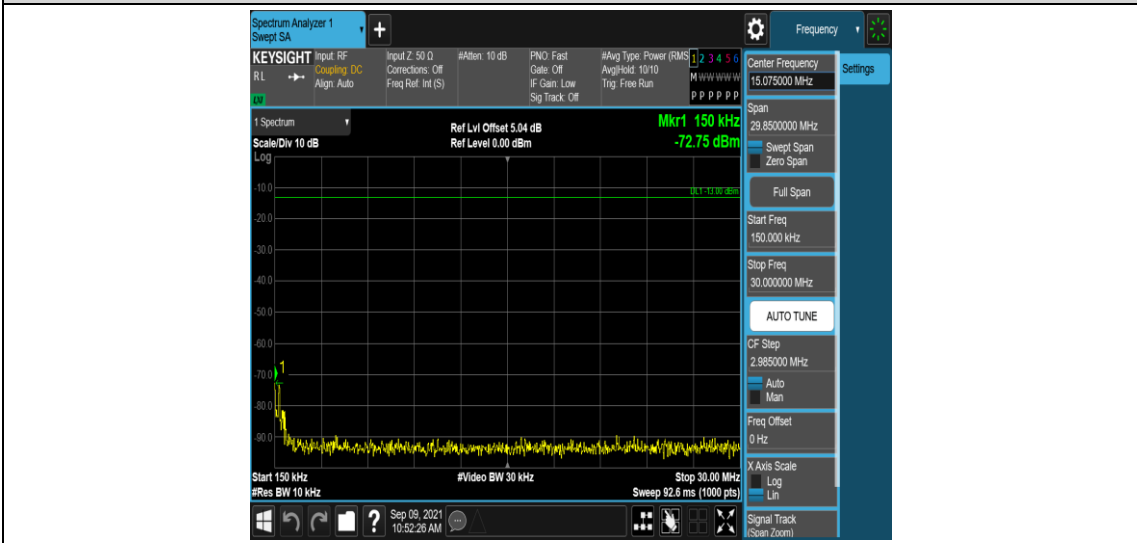 Spectrum Analyzer 1
Swept SA
+
Frequency
KEYSIGHT
RL
LXI
Input: RF
Coupling: DC
Align: Auto
Input Z: 50 Ω
Corrections: Off
Freq Ref: Int (S)
#Atten: 10 dB
PNO: Fast
Gate: Off
IF Gain: Low
Sig Track: Off
#Avg Type: Power (RMS
Avg|Hold: 10/10
Trig: Free Run
1 2 3 4 5 6
M W W W W W
P P P P P P
Center Frequency
15.075000 MHz
Settings
Span
29.8500000 MHz
Swept Span
Zero Span
Full Span
Start Freq
150.000 kHz
Stop Freq
30.000000 MHz
AUTO TUNE
CF Step
2.985000 MHz
Auto
Man
Freq Offset
0 Hz
X Axis Scale
Log
Lin
Signal Track
(Span Zoom)
1 Spectrum
Scale/Div 10 dB
Log
Ref Lvl Offset 5.04 dB
Ref Level 0.00 dBm
Mkr1 150 kHz
-72.75 dBm
DL1 -13.00 dBm
-10.0
-20.0
-30.0
-40.0
-50.0
-60.0
-70.0
-80.0
-90.0
1
Start 150 kHz
#Res BW 10 kHz
#Video BW 30 kHz
Stop 30.00 MHz
Sweep 92.6 ms (1000 pts)
?
Sep 09, 2021
10:52:26 AM